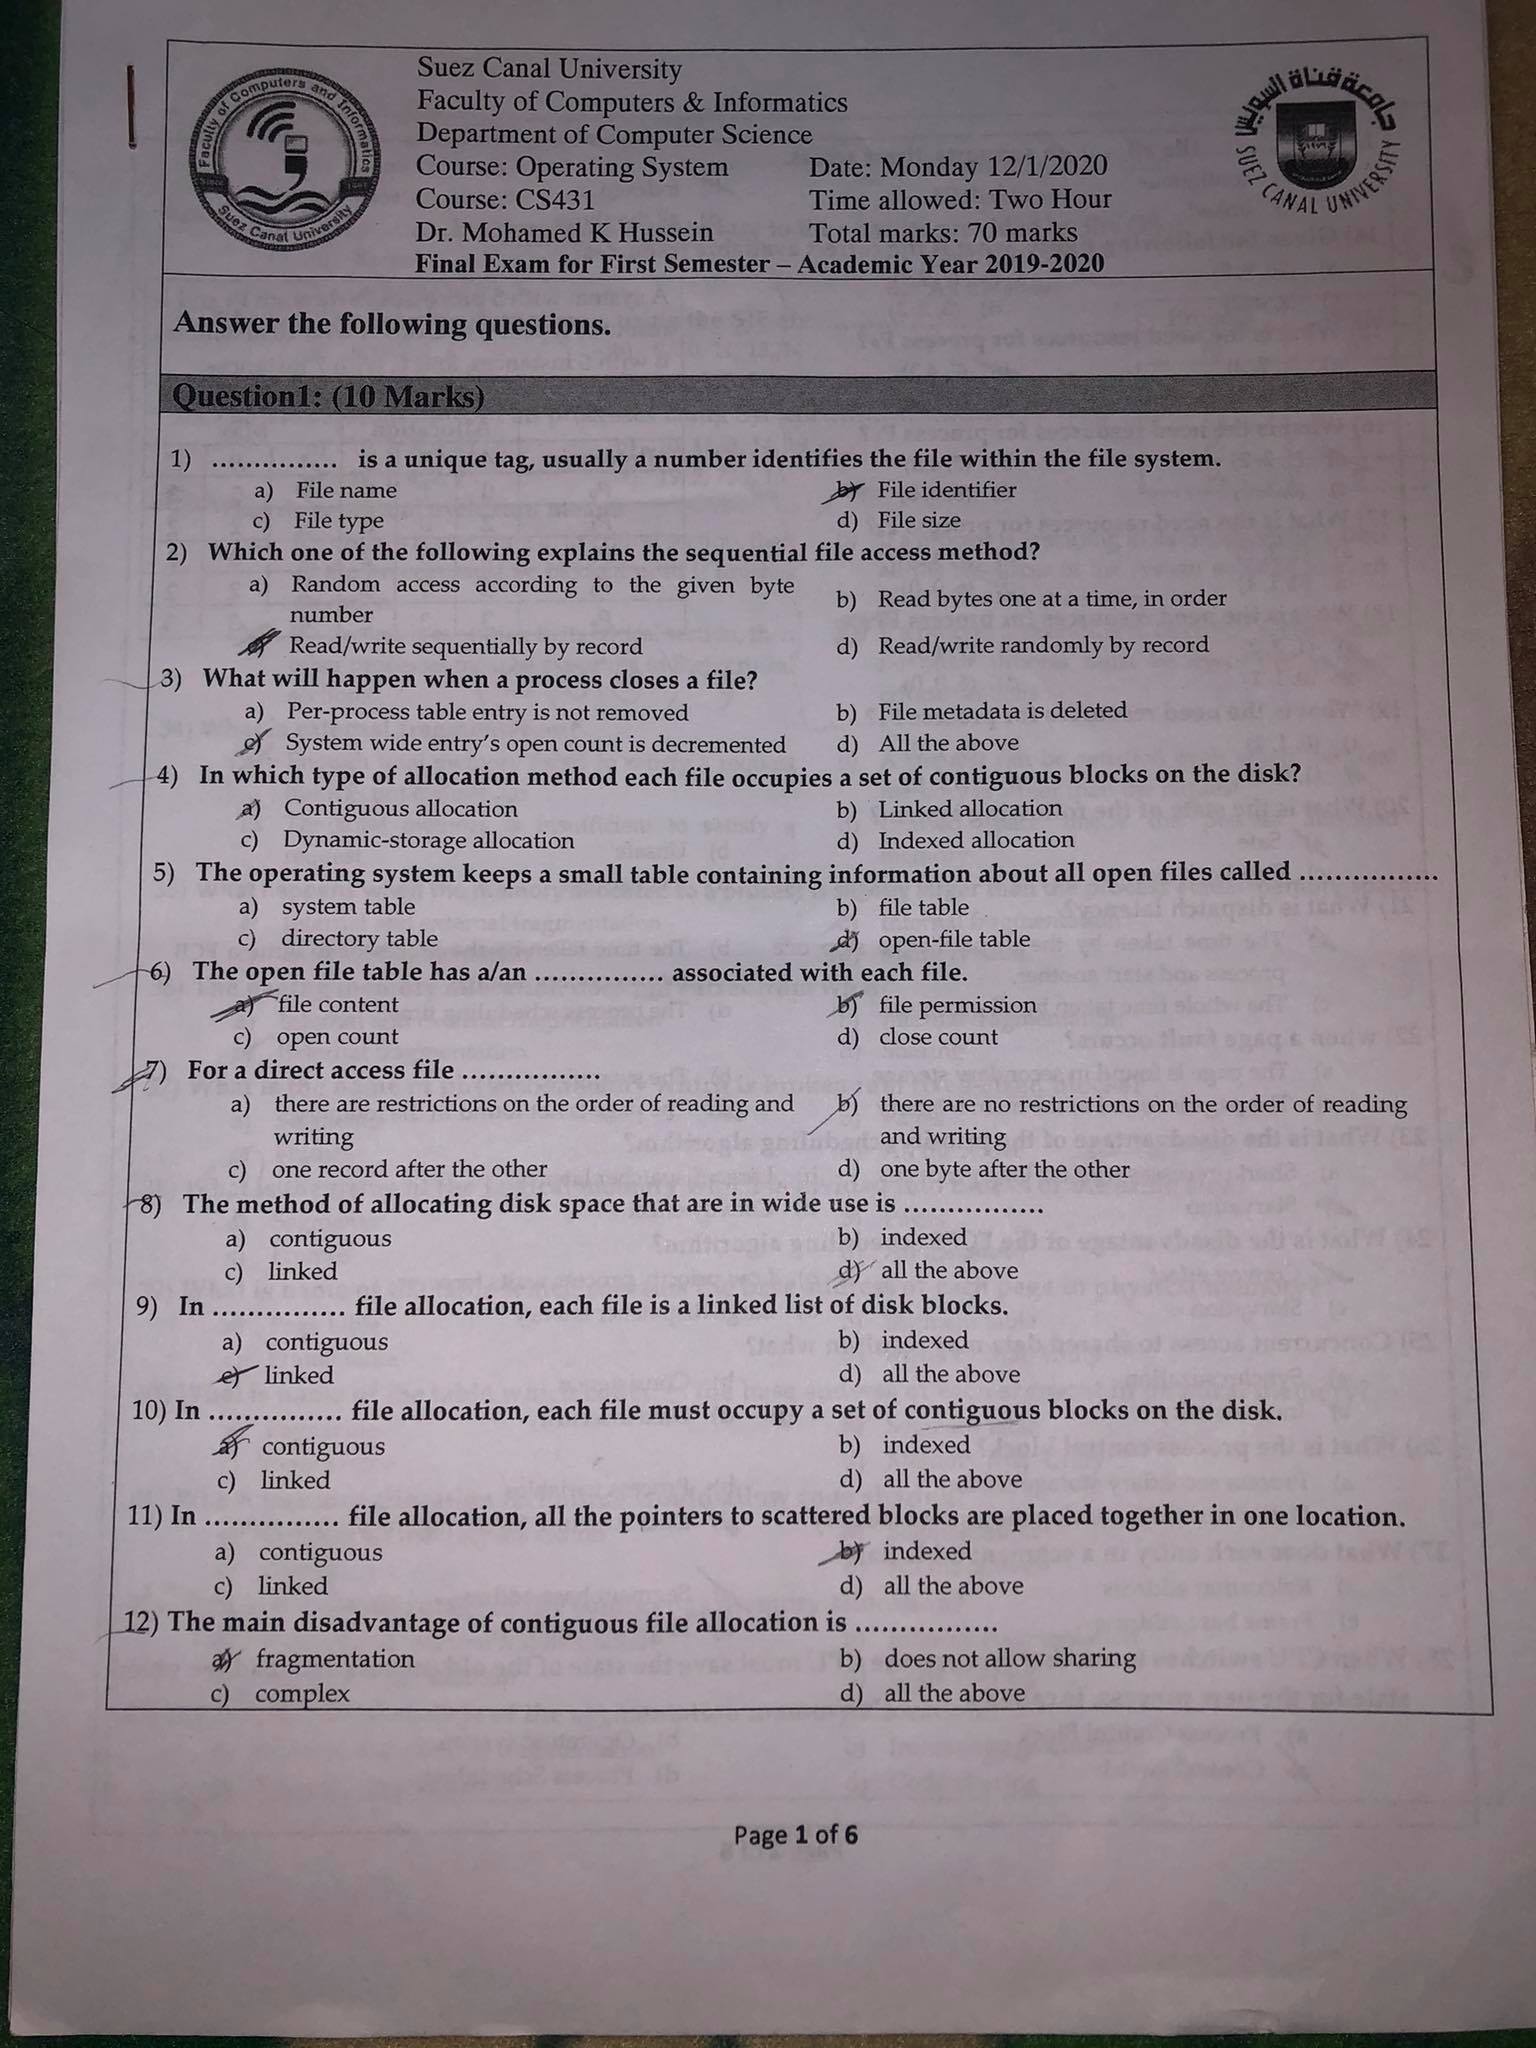 Faculty of Computers and Informatics
Suez Canal University
Suez Canal University
Faculty of Computers & Informatics
Department of Computer Science
Course: Operating System Date: Monday 12/1/2020
Course: CS431 Time allowed: Two Hour
Dr. Mohamed K Hussein Total marks: 70 marks
Final Exam for First Semester – Academic Year 2019-2020
جامعة قناة السويس
SUEZ CANAL UNIVERSITY
Answer the following questions.
Question1: (10 Marks)
1) ............... is a unique tag, usually a number identifies the file within the file system.
a) File name b) File identifier
c) File type d) File size
2) Which one of the following explains the sequential file access method?
a) Random access according to the given byte
number
b) Read bytes one at a time, in order
c) Read/write sequentially by record d) Read/write randomly by record
3) What will happen when a process closes a file?
a) Per-process table entry is not removed b) File metadata is deleted
c) System wide entry's open count is decremented d) All the above
4) In which type of allocation method each file occupies a set of contiguous blocks on the disk?
a) Contiguous allocation b) Linked allocation
c) Dynamic-storage allocation d) Indexed allocation
5) The operating system keeps a small table containing information about all open files called ................
a) system table b) file table
c) directory table d) open-file table
6) The open file table has a/an ............... associated with each file.
a) file content b) file permission
c) open count d) close count
7) For a direct access file ................
a) there are restrictions on the order of reading and
writing
b) there are no restrictions on the order of reading
and writing
c) one record after the other d) one byte after the other
8) The method of allocating disk space that are in wide use is ................
a) contiguous b) indexed
c) linked d) all the above
9) In ............... file allocation, each file is a linked list of disk blocks.
a) contiguous b) indexed
c) linked d) all the above
10) In ............... file allocation, each file must occupy a set of contiguous blocks on the disk.
a) contiguous b) indexed
c) linked d) all the above
11) In ............... file allocation, all the pointers to scattered blocks are placed together in one location.
a) contiguous b) indexed
c) linked d) all the above
12) The main disadvantage of contiguous file allocation is ................
a) fragmentation b) does not allow sharing
c) complex d) all the above
Page 1 of 6